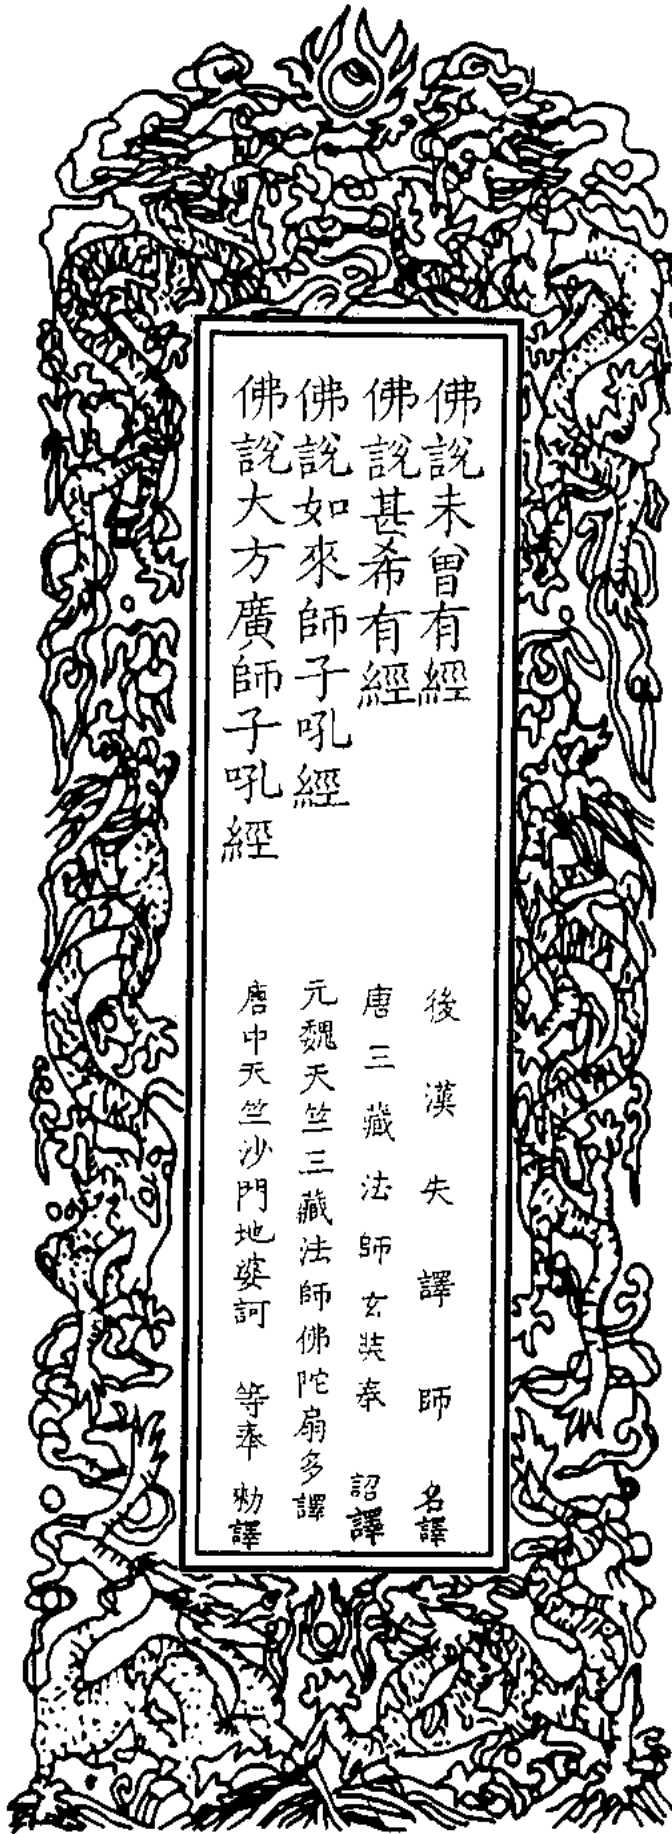 佛說未曾有經 後漢失譯師名譯
佛說甚希有經 唐三藏法師玄奘奉 詔譯
佛說如來師子吼經 元魏天竺三藏法師佛陀扇多譯
佛說大方廣師子吼經 唐中天竺沙門地婆訶 等奉 勅譯